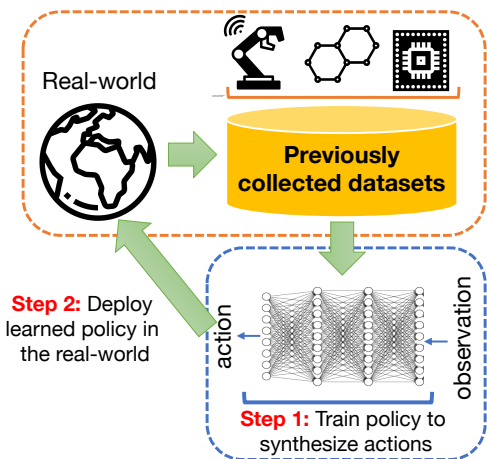 Real-world
Previously
collected datasets
Step 2: Deploy
learned policy in
the real-world
action
observation
Step 1: Train policy to
synthesize actions